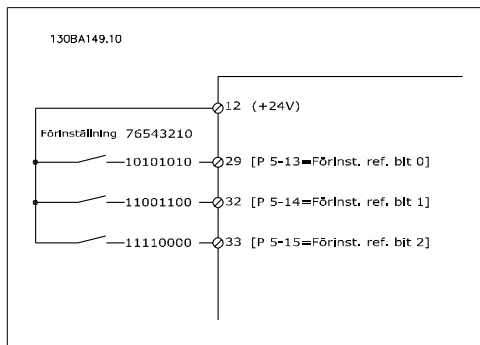 130BA149.10
12 (+24V)
Förinställning 76543210
10101010 29 [P 5-13=Förinst. ref. bit 0]
11001100 32 [P 5-14=Förinst. ref. bit 1]
11110000 33 [P 5-15=Förinst. ref. bit 2]